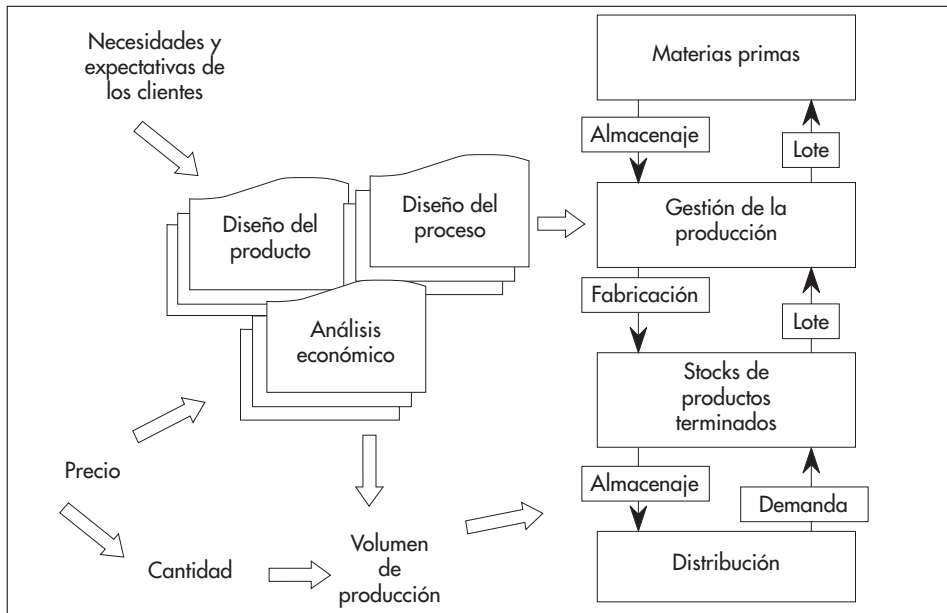 Necesidades y
expectativas de
los clientes
Diseño del
producto
Diseño del
proceso
Análisis
económico
Precio
Cantidad
Volumen
de
producción
Materias primas
Almacenaje
Lote
Gestión de la
producción
Fabricación
Lote
Stocks de
productos
terminados
Almacenaje
Demanda
Distribución